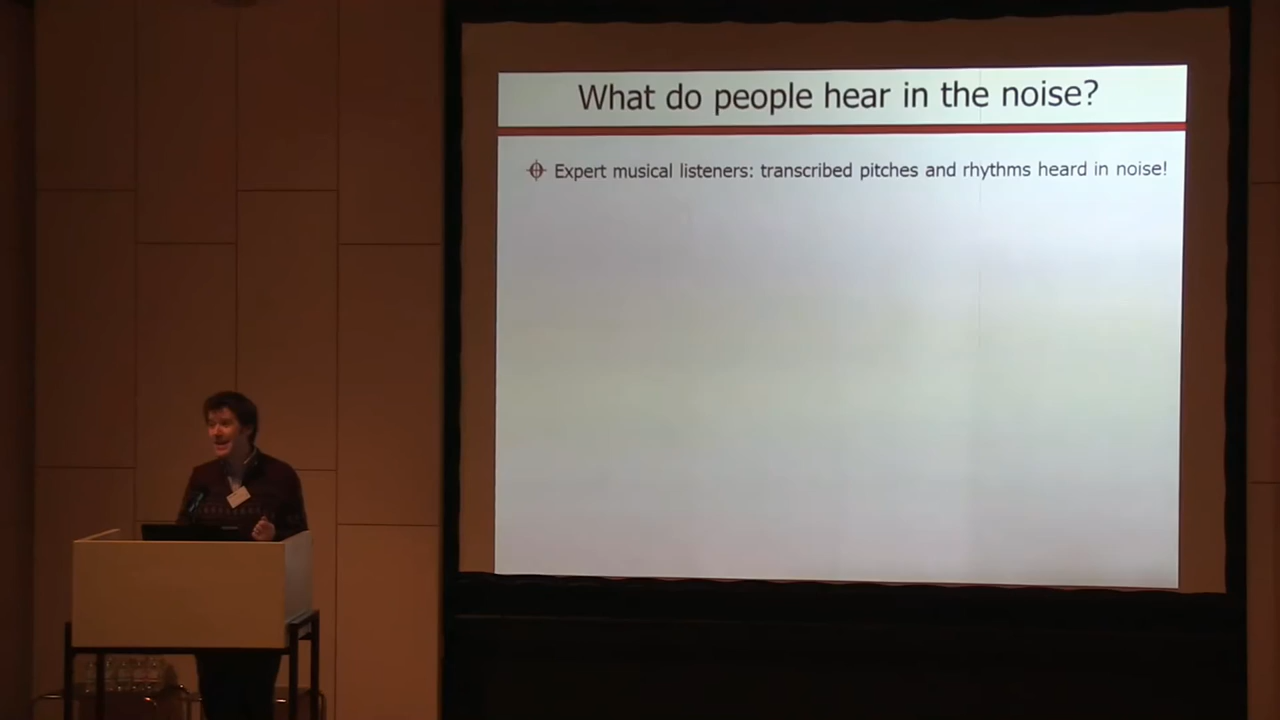 What do people hear in the noise?
Expert musical listeners: transcribed pitches and rhythms heard in noise!